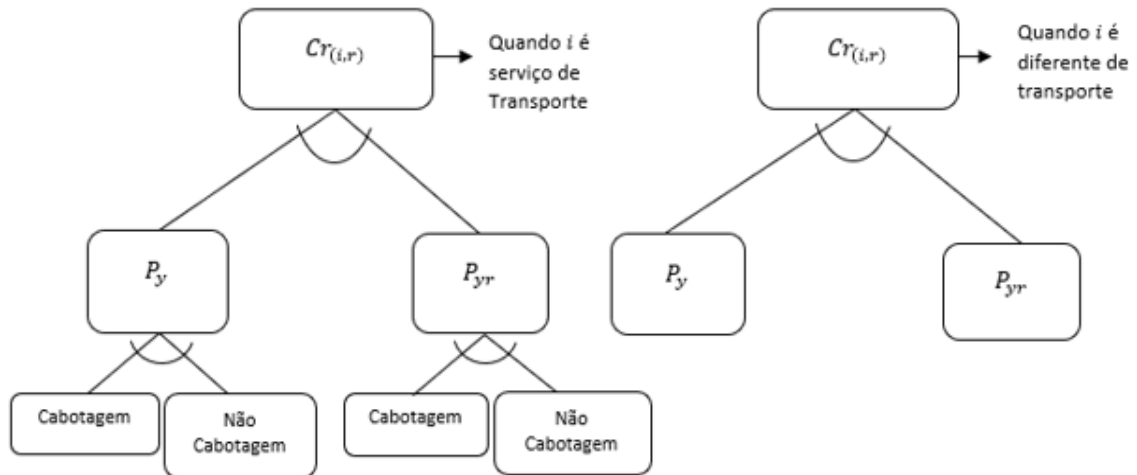 Cr(i,r)
Quando i é
serviço de
Transporte
Cr(i,r)
Quando i é
diferente de
transporte
Py
Pyr
Py
Pyr
Cabotagem
Não
Cabotagem
Cabotagem
Não
Cabotagem